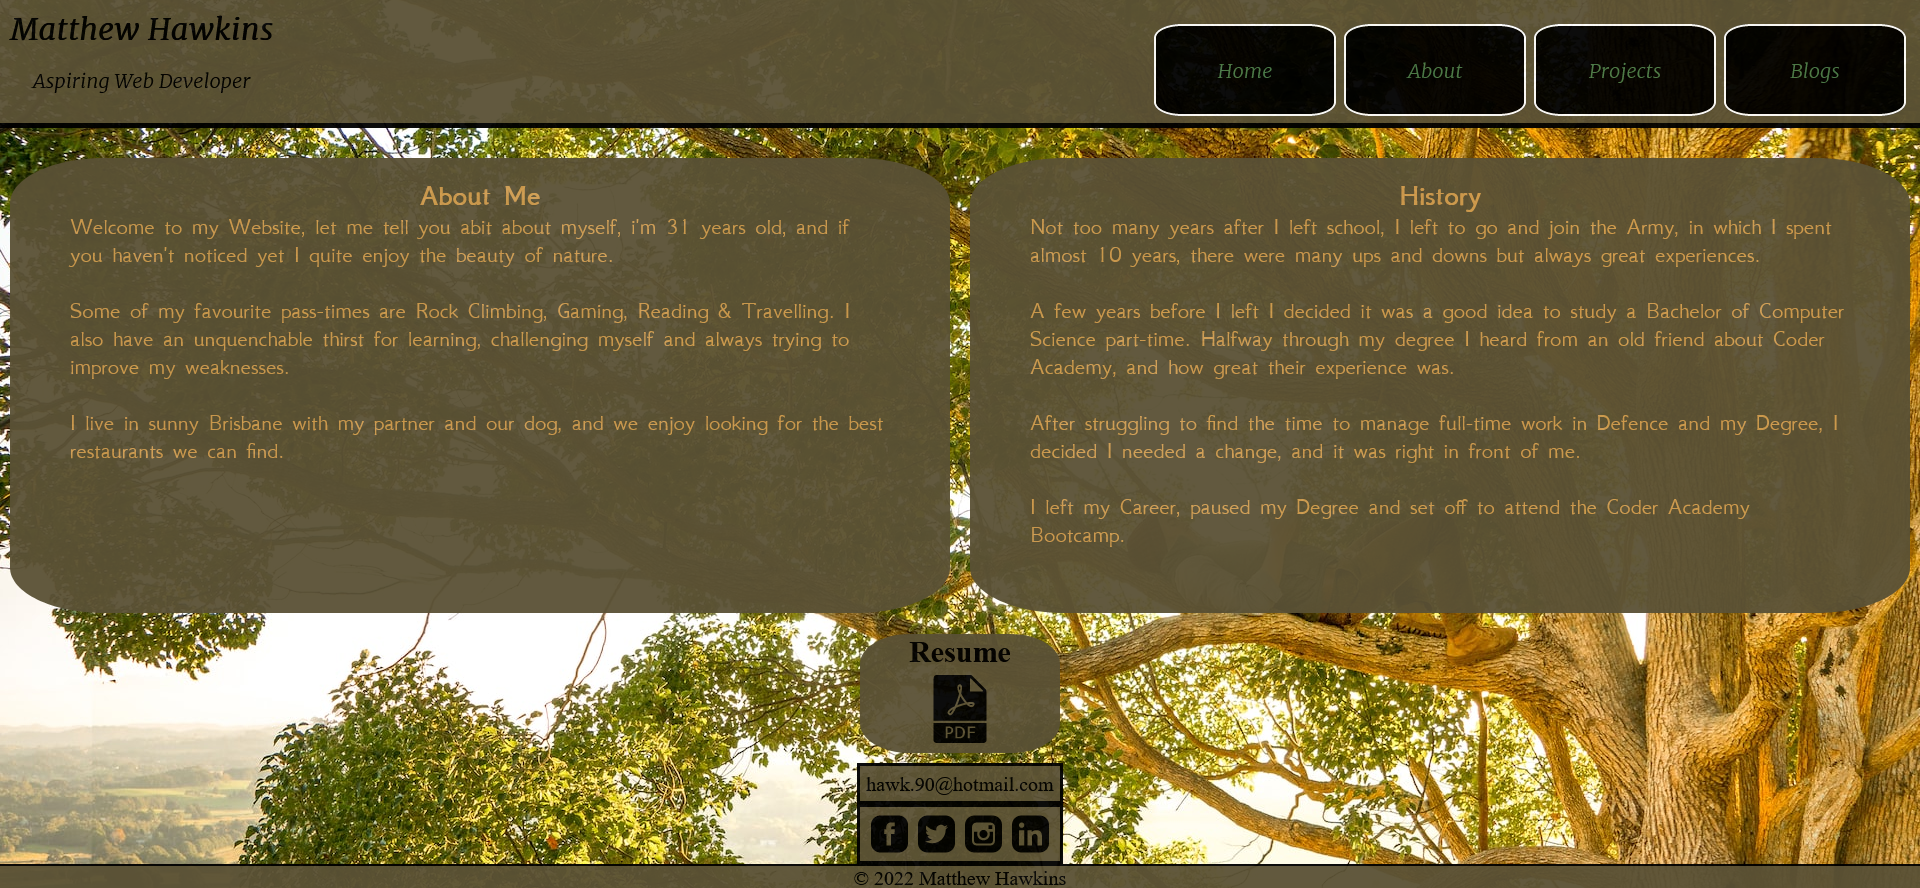 Matthew Hawkins
Aspiring Web Developer
Home
About
Projects
Blogs
About Me
Welcome to my Website, let me tell you abit about myself, i'm 31 years old, and if
you haven't noticed yet I quite enjoy the beauty of nature.
Some of my favourite pass-times are Rock Climbing, Gaming, Reading & Travelling. I
also have an unquenchable thirst for learning, challenging myself and always trying to
improve my weaknesses.
I live in sunny Brisbane with my partner and our dog, and we enjoy looking for the best
restaurants we can find.
History
Not too many years after I left school, I left to go and join the Army, in which I spent
almost 10 years, there were many ups and downs but always great experiences.
A few years before I left I decided it was a good idea to study a Bachelor of Computer
Science part-time. Halfway through my degree I heard from an old friend about Coder
Academy, and how great their experience was.
After struggling to find the time to manage full-time work in Defence and my Degree, I
decided I needed a change, and it was right in front of me.
I left my Career, paused my Degree and set off to attend the Coder Academy
Bootcamp.
Resume
PDF
hawk.90@hotmail.com
© 2022 Matthew Hawkins